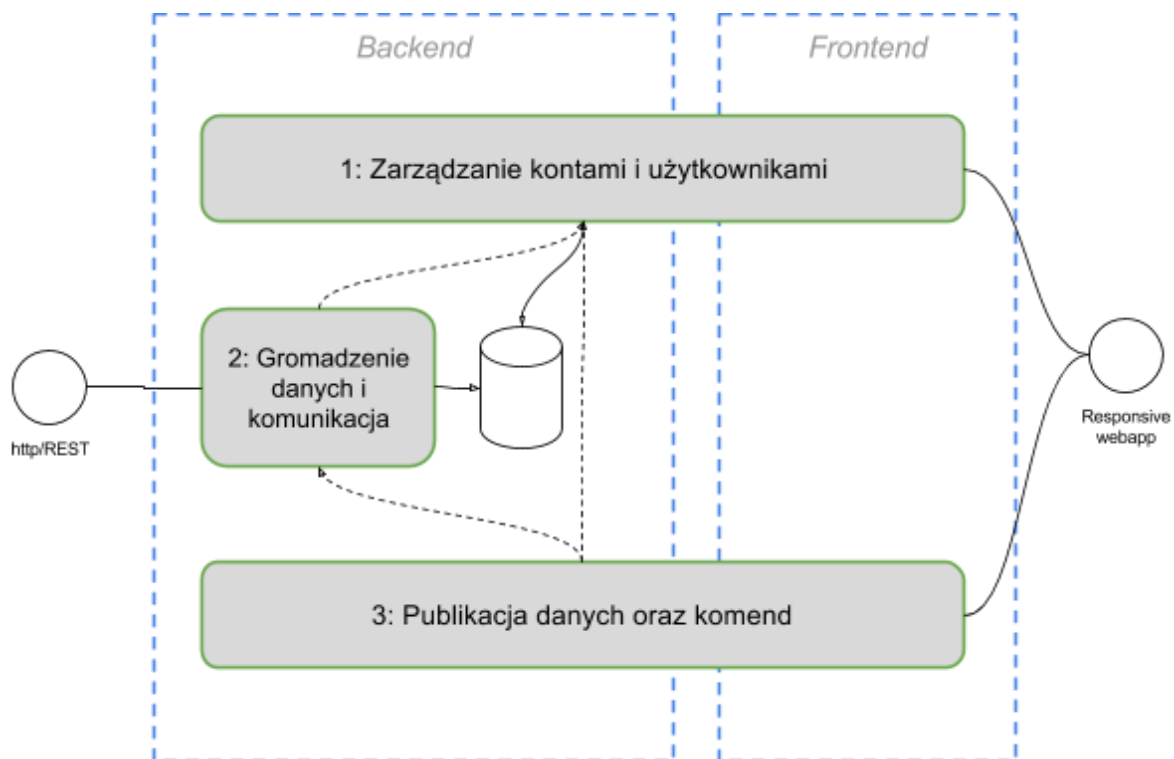 Backend
Frontend
1: Zarządzanie kontami i użytkownikami
2: Gromadzenie
danych i
komunikacja
http/REST
Responsive
webapp
3: Publikacja danych oraz komend